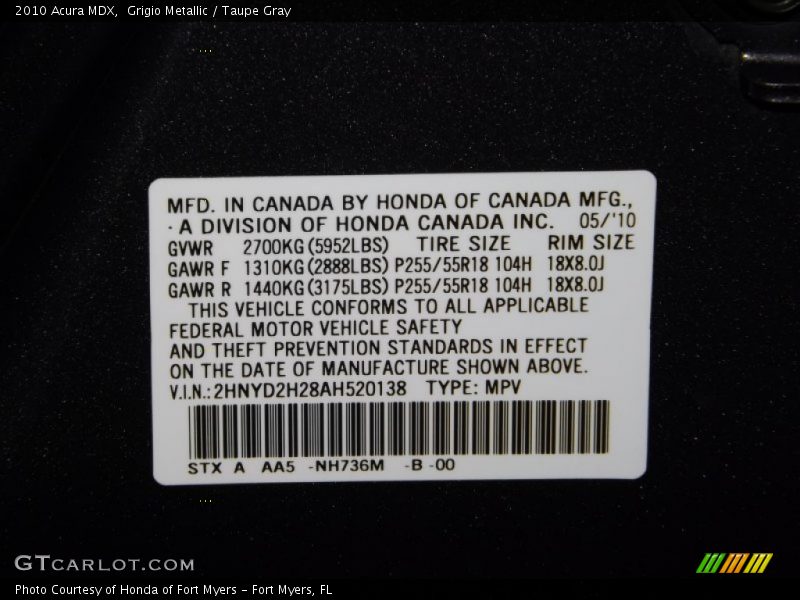 2010 Acura MDX,  Grigio Metallic / Taupe Gray
MFD. IN CANADA BY HONDA OF CANADA MFG.,
A DIVISION OF HONDA CANADA INC.  05/'10
GVWR  2700KG(5952LBS)  TIRE SIZE  RIM SIZE
GAWR F  1310KG(2888LBS) P255/55R18 104H  18X8.0J
GAWR R  1440KG(3175LBS) P255/55R18 104H  18X8.0J
THIS VEHICLE CONFORMS TO ALL APPLICABLE
FEDERAL MOTOR VEHICLE SAFETY
AND THEFT PREVENTION STANDARDS IN EFFECT
ON THE DATE OF MANUFACTURE SHOWN ABOVE.
V.I.N.:2HNYD2H28AH520138  TYPE: MPV
STX  A  AA5  -NH736M  -B -00
GTCARLOT.COM
Photo Courtesy of Honda of Fort Myers - Fort Myers, FL